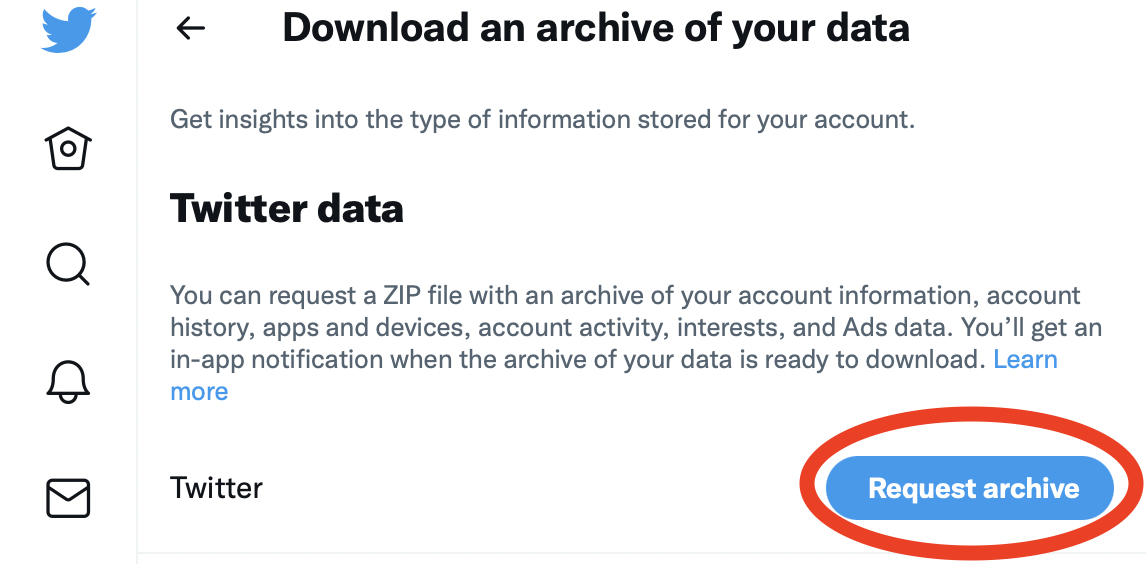 Download an archive of your data
Get insights into the type of information stored for your account.
Twitter data
You can request a ZIP file with an archive of your account information, account
history, apps and devices, account activity, interests, and Ads data. You’ll get an
in-app notification when the archive of your data is ready to download. Learn
more
Twitter
Request archive